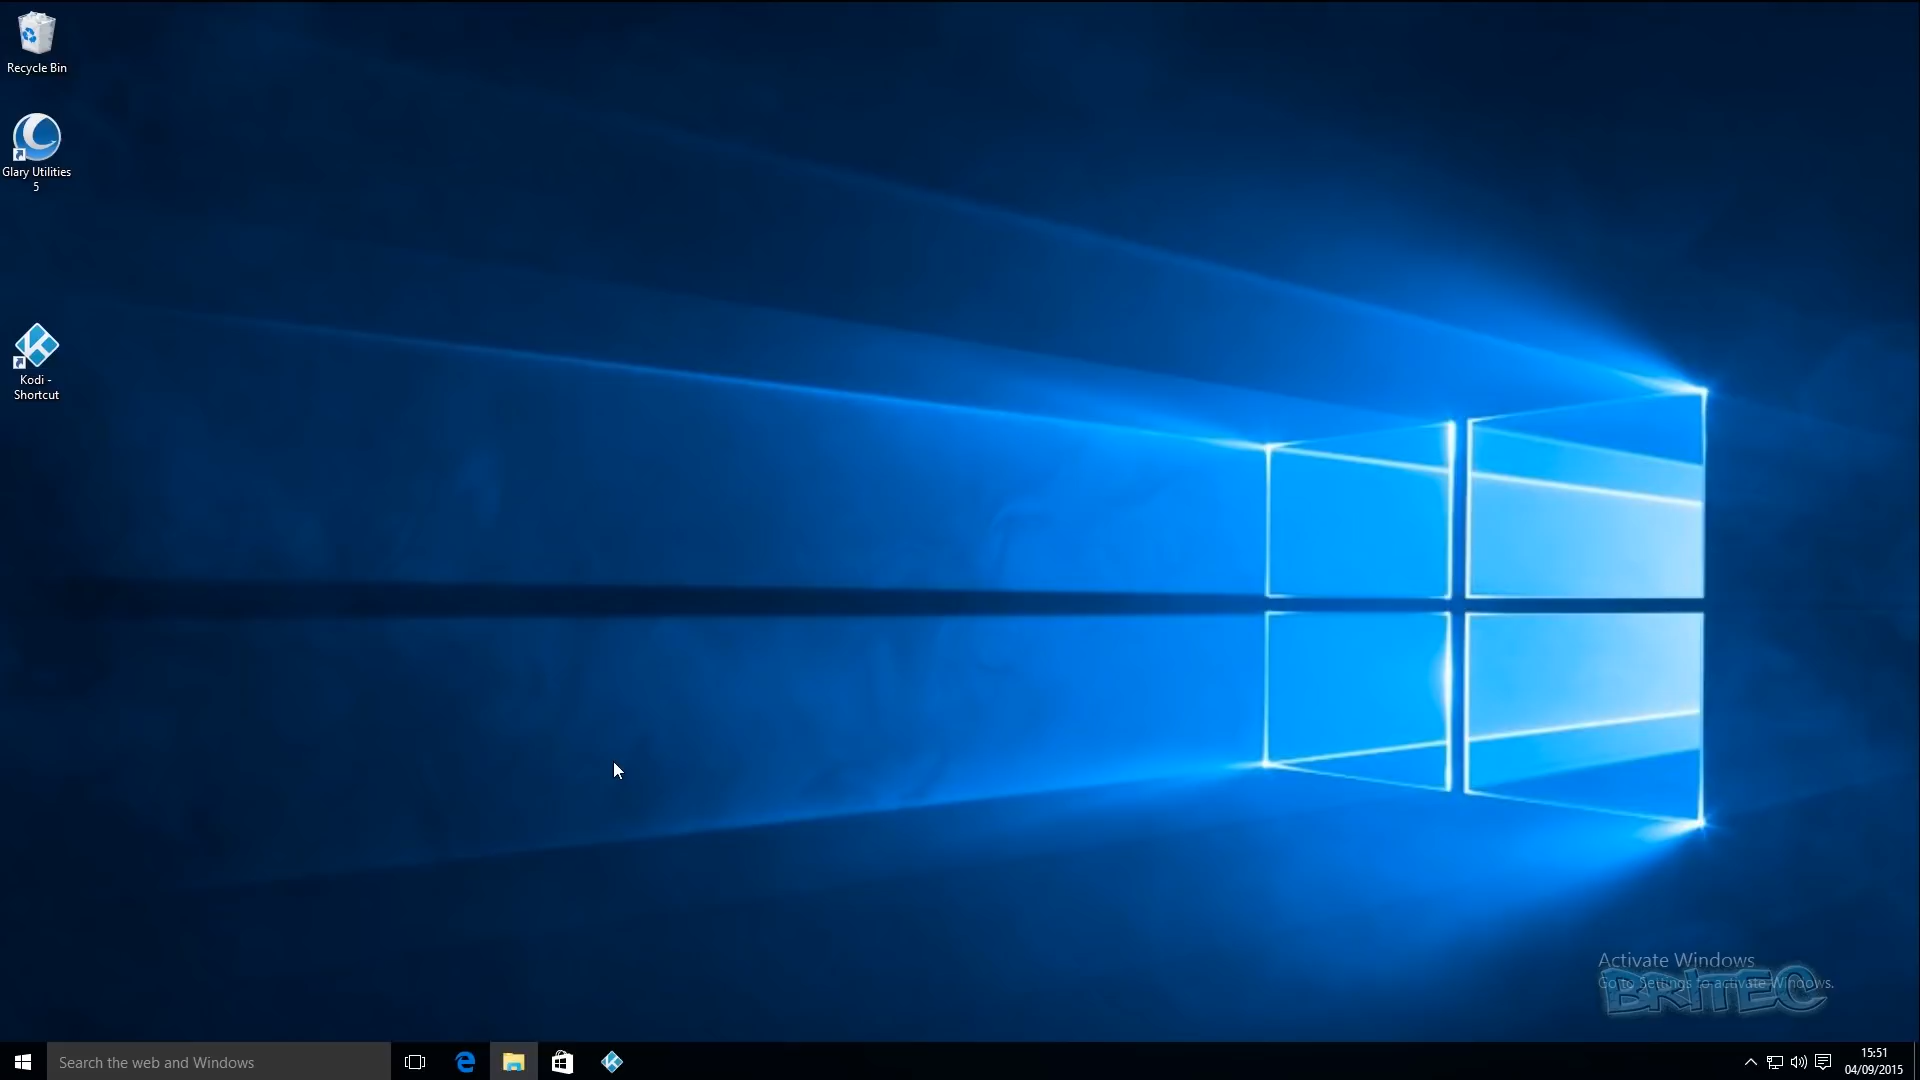 Recycle Bin
Glary Utilities
5
Kodi -
Shortcut
Activate Windows
Go to Settings to activate Windows.
BRITEC
Search the web and Windows
15:51
04/09/2015